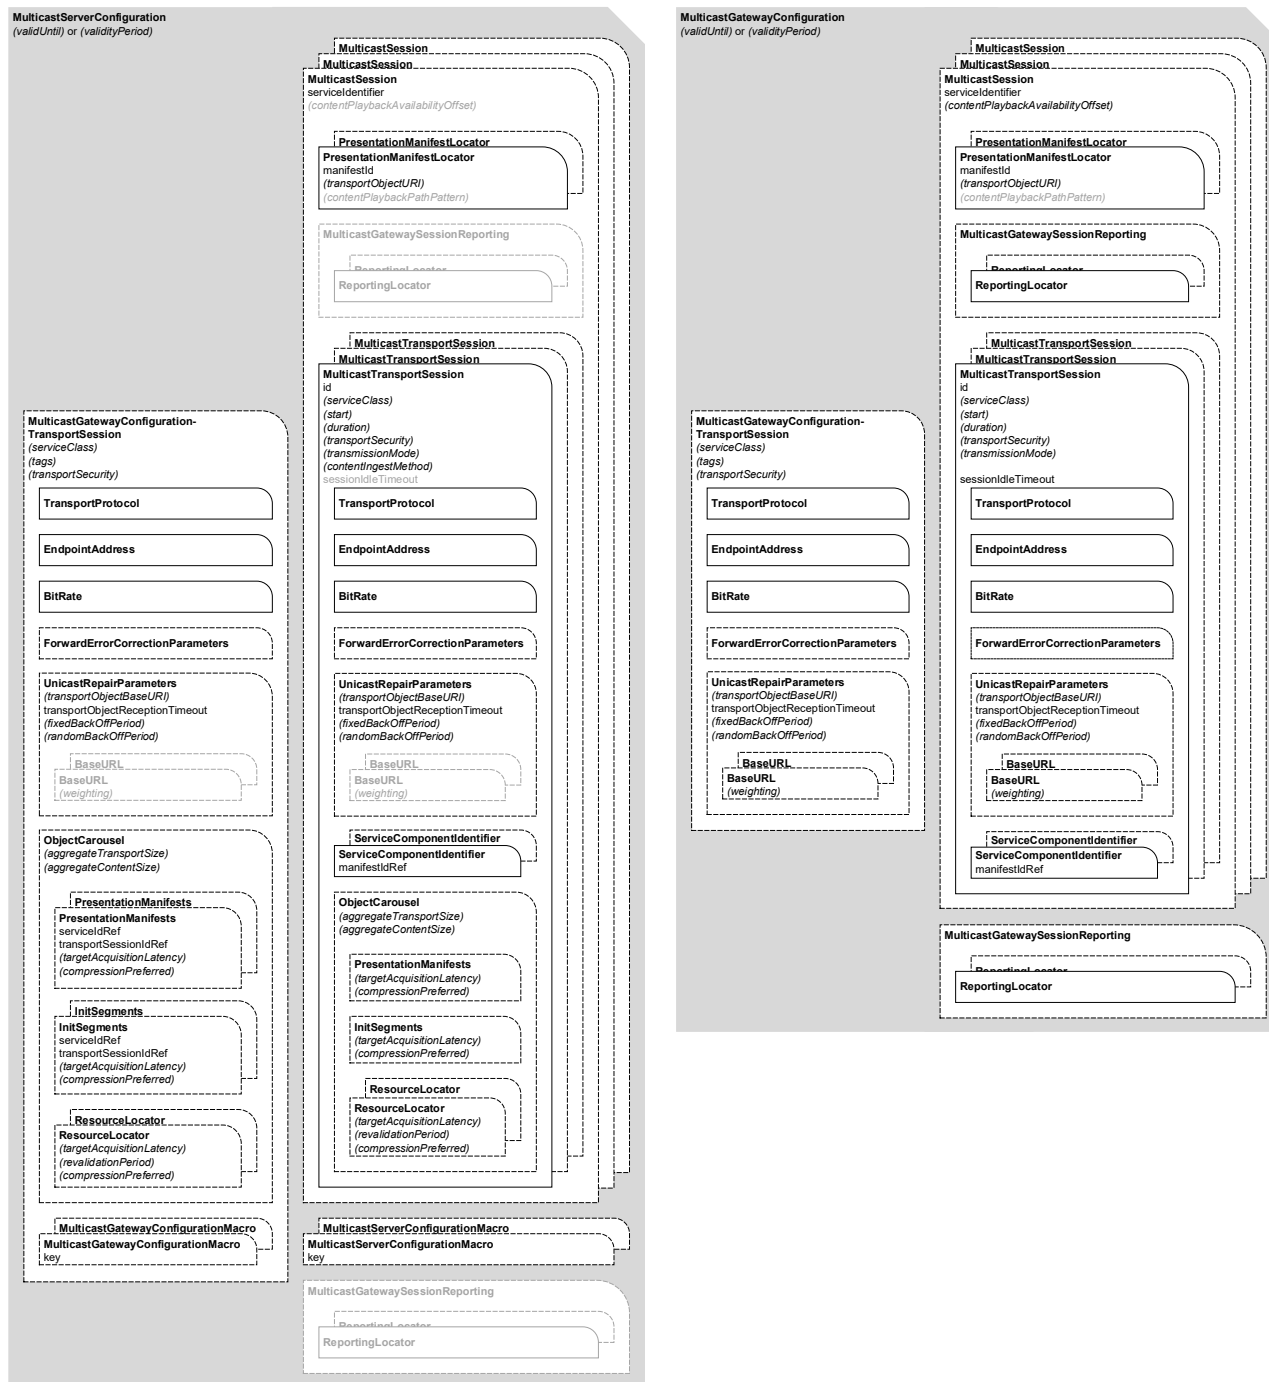 MulticastServerConfiguration
(validUntil) or (validityPeriod)
MulticastSession
MulticastSession
MulticastSession
serviceIdentifier
(contentPlaybackAvailabilityOffset)
PresentationManifestLocator
PresentationManifestLocator
manifestId
(transportObjectURI)
(contentPlaybackPathPattern)
MulticastGatewaySessionReporting
ReportingLocator
ReportingLocator
MulticastTransportSession
MulticastTransportSession
MulticastTransportSession
id
(serviceClass)
(start)
(duration)
(transportSecurity)
(transmissionMode)
(contentIngestMethod)
sessionIdleTimeout
TransportProtocol
EndpointAddress
BitRate
ForwardErrorCorrectionParameters
UnicastRepairParameters
(transportObjectBaseURI)
transportObjectReceptionTimeout
(fixedBackOffPeriod)
(randomBackOffPeriod)
BaseURL
BaseURL
(weighting)
ServiceComponentIdentifier
ServiceComponentIdentifier
manifestIdRef
ObjectCarousel
(aggregateTransportSize)
(aggregateContentSize)
PresentationManifests
(targetAcquisitionLatency)
(compressionPreferred)
InitSegments
(targetAcquisitionLatency)
(compressionPreferred)
ResourceLocator
ResourceLocator
(targetAcquisitionLatency)
(revalidationPeriod)
(compressionPreferred)
MulticastServerConfigurationMacro
MulticastServerConfigurationMacro
key
MulticastGatewaySessionReporting
ReportingLocator
ReportingLocator
MulticastGatewayConfiguration-
TransportSession
(serviceClass)
(tags)
(transportSecurity)
TransportProtocol
EndpointAddress
BitRate
ForwardErrorCorrectionParameters
UnicastRepairParameters
(transportObjectBaseURI)
transportObjectReceptionTimeout
(fixedBackOffPeriod)
(randomBackOffPeriod)
BaseURL
BaseURL
(weighting)
ObjectCarousel
(aggregateTransportSize)
(aggregateContentSize)
PresentationManifests
PresentationManifests
serviceIdRef
transportSessionIdRef
(targetAcquisitionLatency)
(compressionPreferred)
InitSegments
InitSegments
serviceIdRef
transportSessionIdRef
(targetAcquisitionLatency)
(compressionPreferred)
ResourceLocator
ResourceLocator
(targetAcquisitionLatency)
(revalidationPeriod)
(compressionPreferred)
MulticastGatewayConfigurationMacro
MulticastGatewayConfigurationMacro
key
MulticastGatewayConfiguration
(validUntil) or (validityPeriod)
MulticastSession
MulticastSession
MulticastSession
serviceIdentifier
(contentPlaybackAvailabilityOffset)
PresentationManifestLocator
PresentationManifestLocator
manifestId
(transportObjectURI)
(contentPlaybackPathPattern)
MulticastGatewaySessionReporting
ReportingLocator
ReportingLocator
MulticastTransportSession
MulticastTransportSession
MulticastTransportSession
id
(serviceClass)
(start)
(duration)
(transportSecurity)
(transmissionMode)
sessionIdleTimeout
TransportProtocol
EndpointAddress
BitRate
ForwardErrorCorrectionParameters
UnicastRepairParameters
(transportObjectBaseURI)
transportObjectReceptionTimeout
(fixedBackOffPeriod)
(randomBackOffPeriod)
BaseURL
BaseURL
(weighting)
ServiceComponentIdentifier
ServiceComponentIdentifier
manifestIdRef
MulticastGatewaySessionReporting
ReportingLocator
ReportingLocator
MulticastGatewayConfiguration-
TransportSession
(serviceClass)
(tags)
(transportSecurity)
TransportProtocol
EndpointAddress
BitRate
ForwardErrorCorrectionParameters
UnicastRepairParameters
(transportObjectBaseURI)
transportObjectReceptionTimeout
(fixedBackOffPeriod)
(randomBackOffPeriod)
BaseURL
BaseURL
(weighting)